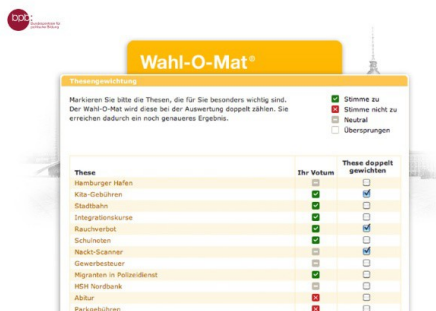 bpb:
Bundeszentrale für
politische Bildung
Wahl-O-Mat®
Thesengewichtung
Markieren Sie bitte die Thesen, die für Sie besonders wichtig sind.
Der Wahl-O-Mat wird diese bei der Auswertung doppelt zählen. Sie
erreichen dadurch ein noch genaueres Ergebnis.
Stimme zu
Stimme nicht zu
Neutral
Übersprungen
These Ihr Votum These doppelt gewichten
Hamburger Hafen
Kita-Gebühren
Stadtbahn
Integrationskurse
Rauchverbot
Schulnoten
Nackt-Scanner
Gewerbesteuer
Migranten in Polizeidienst
HSH Nordbank
Abitur
Parkgebühren